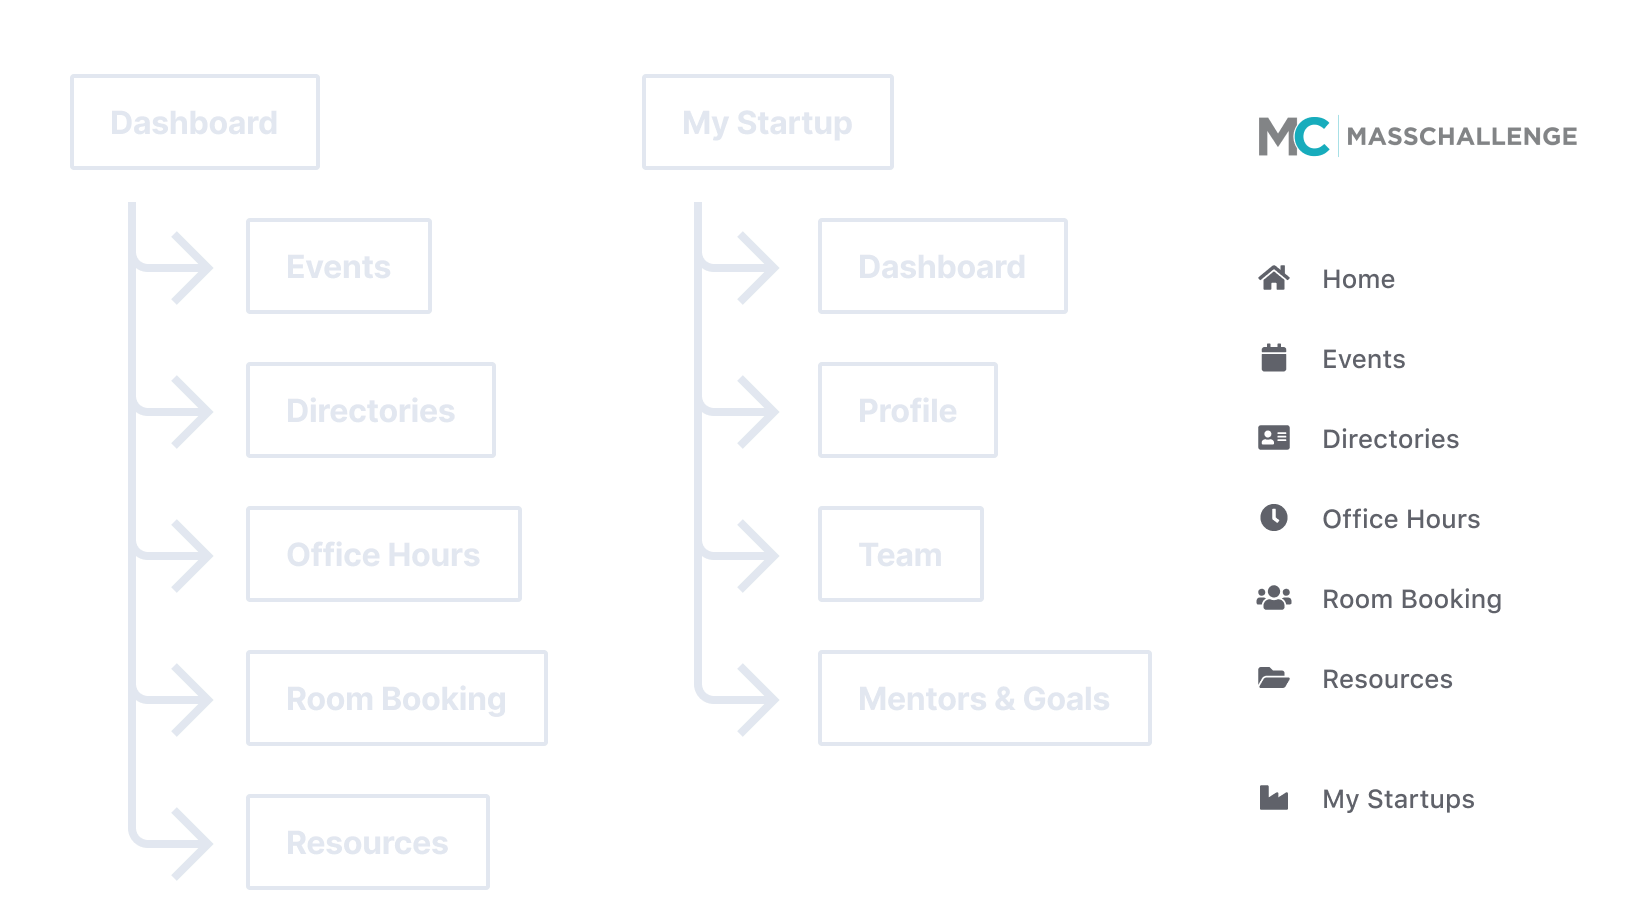 Dashboard
Events
Directories
Office Hours
Room Booking
Resources
My Startup
Dashboard
Profile
Team
Mentors & Goals
MC MASSCHALLENGE
Home
Events
Directories
Office Hours
Room Booking
Resources
My Startups